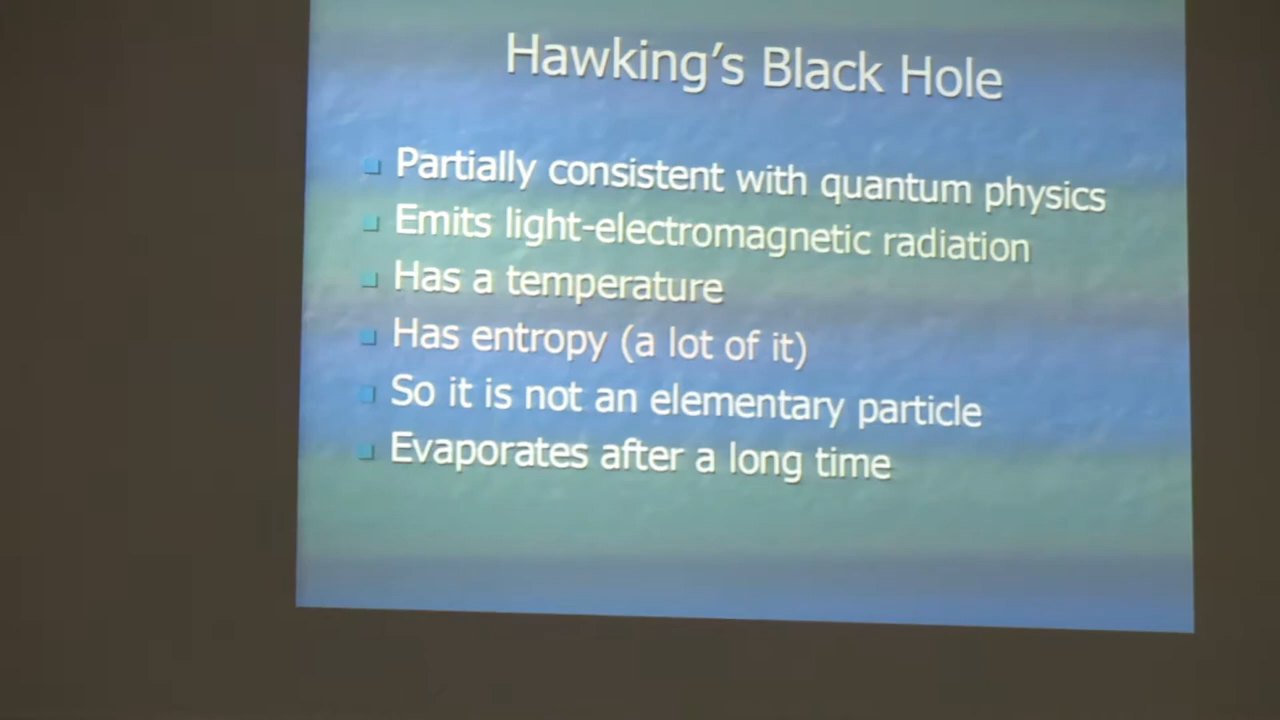 Hawking's Black Hole
Partially consistent with quantum physics
Emits light-electromagnetic radiation
Has a temperature
Has entropy (a lot of it)
So it is not an elementary particle
Evaporates after a long time